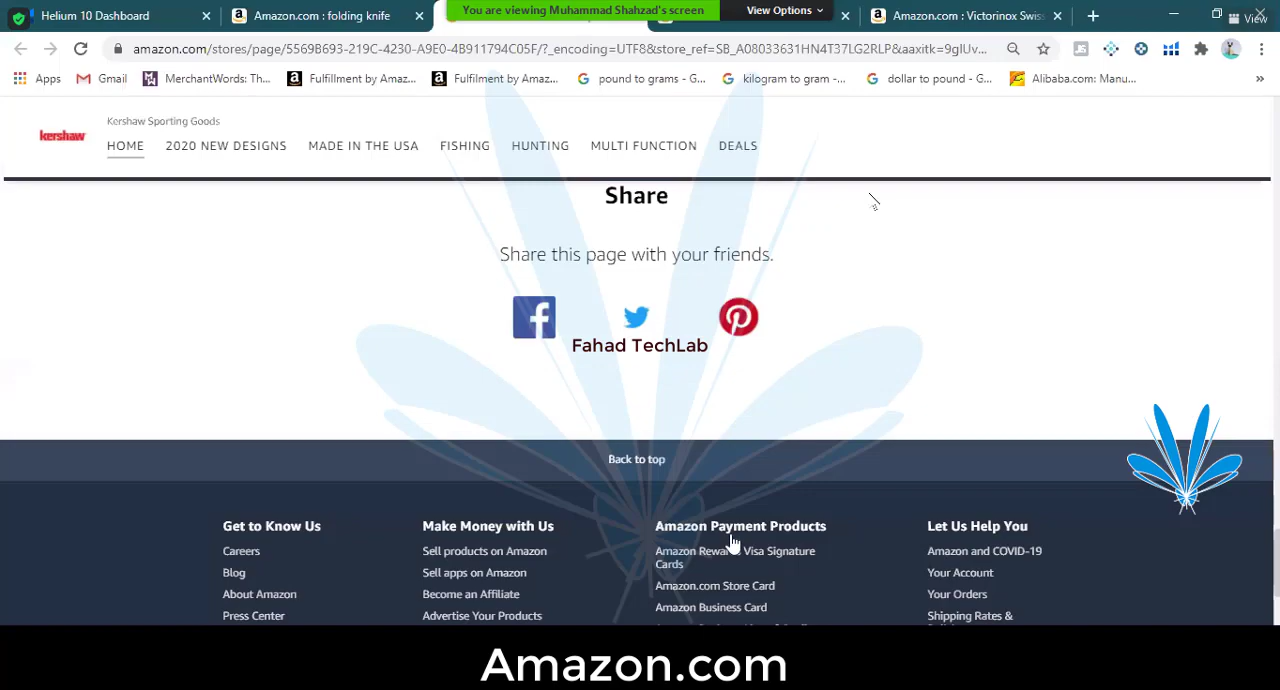 Helium 10 Dashboard
Amazon.com : folding knife
You are viewing Muhammad Shahzad's screen
View Options
Amazon.com : Victorinox Swis
View
amazon.com/stores/page/5569B693-219C-4230-A9E0-4B911794C05F/?_encoding=UTF8&store_ref=SB_A08033631HN4T37LG2RLP&aaxitk=9gIUv...
Apps
Gmail
MerchantWords: Th...
Fulfillment by Amaz...
Fulfilment by Amaz...
pound to grams - G...
kilogram to gram -...
dollar to pound - G...
Alibaba.com: Manu...
kershaw
Kershaw Sporting Goods
HOME
2020 NEW DESIGNS
MADE IN THE USA
FISHING
HUNTING
MULTI FUNCTION
DEALS
Share
Share this page with your friends.
Fahad TechLab
Back to top
Get to Know Us
Careers
Blog
About Amazon
Press Center
Make Money with Us
Sell products on Amazon
Sell apps on Amazon
Become an Affiliate
Advertise Your Products
Amazon Payment Products
Amazon Rewards Visa Signature
Cards
Amazon.com Store Card
Amazon Business Card
Let Us Help You
Amazon and COVID-19
Your Account
Your Orders
Shipping Rates &
Amazon.com